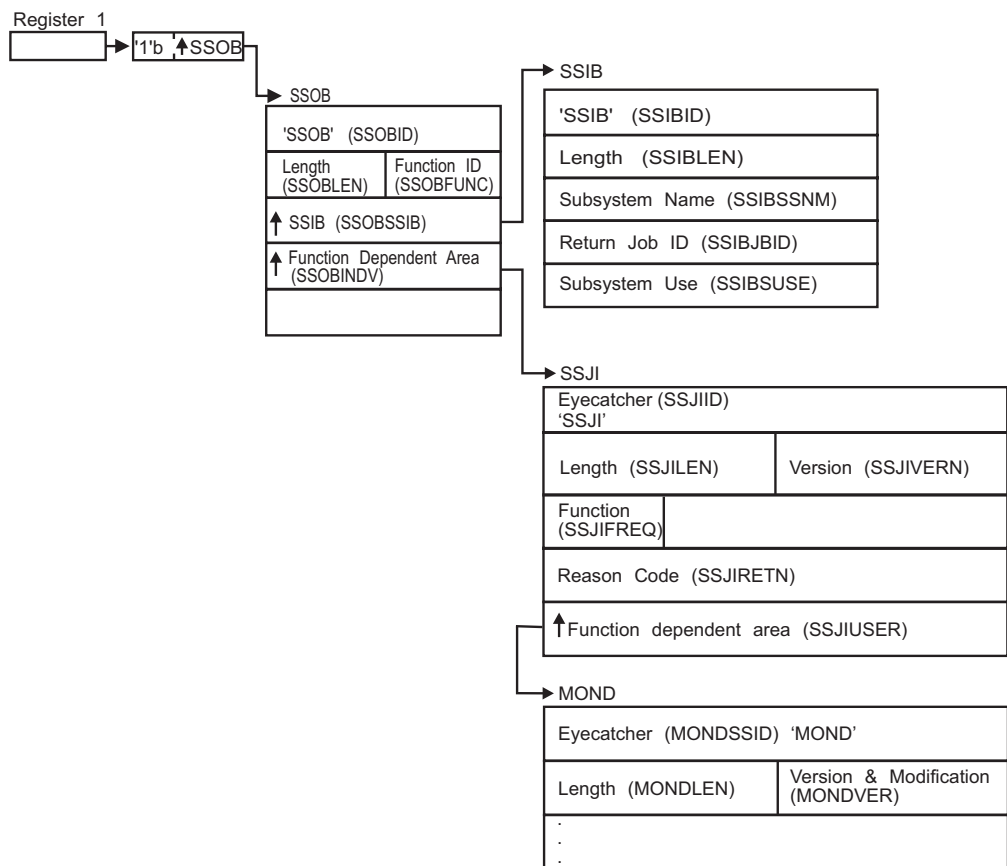 Register 1
'1'b SSOB
SSOB
'SSOB' (SSOBID)
Length
(SSOBLEN)
Function ID
(SSOBFUNC)
SSIB (SSOBSSIB)
Function Dependent Area
(SSOBINDV)
SSIB
'SSIB' (SSIBID)
Length (SSIBLEN)
Subsystem Name (SSIBSSNM)
Return Job ID (SSIBJBID)
Subsystem Use (SSIBSUSE)
SSJI
Eyecatcher (SSJIID)
‘SSJI’
Length (SSJILEN)
Version (SSJIVERN)
Function
(SSJIFREQ)
Reason Code (SSJIRETN)
Function dependent area (SSJIUSER)
MOND
Eyecatcher (MONDSSID) ‘MOND’
Length (MONDLEN)
Version & Modification
(MONDVER)
.
.
.